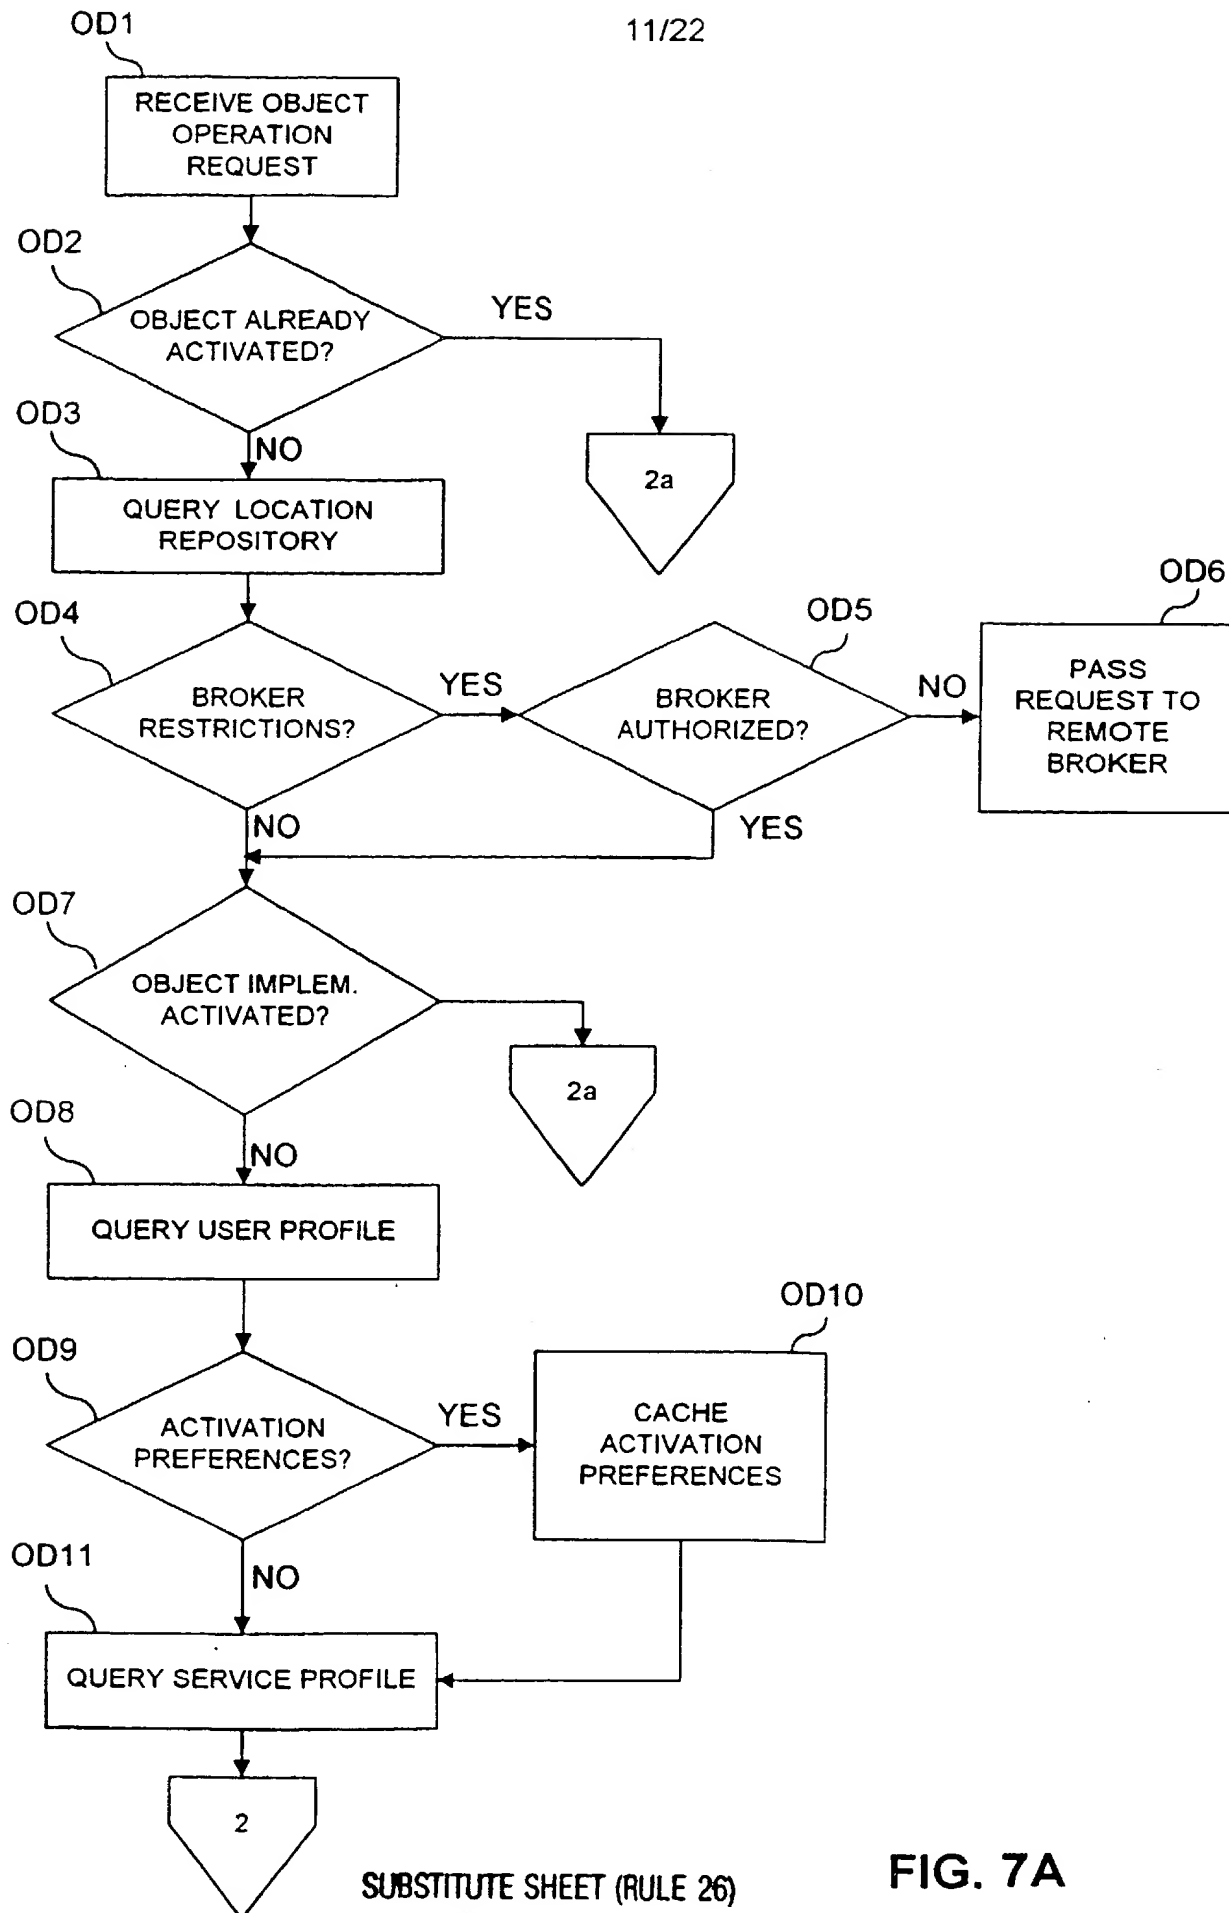 11/22
OD1
RECEIVE OBJECT
OPERATION
REQUEST
OD2
OBJECT ALREADY
ACTIVATED?
YES
2a
NO
OD3
QUERY LOCATION
REPOSITORY
OD4
BROKER
RESTRICTIONS?
YES
OD5
BROKER
AUTHORIZED?
NO
OD6
PASS
REQUEST TO
REMOTE
BROKER
NO
YES
OD7
OBJECT IMPLEM.
ACTIVATED?
2a
NO
OD8
QUERY USER PROFILE
OD9
ACTIVATION
PREFERENCES?
YES
OD10
CACHE
ACTIVATION
PREFERENCES
NO
OD11
QUERY SERVICE PROFILE
2
SUBSTITUTE SHEET (RULE 26)
FIG. 7A